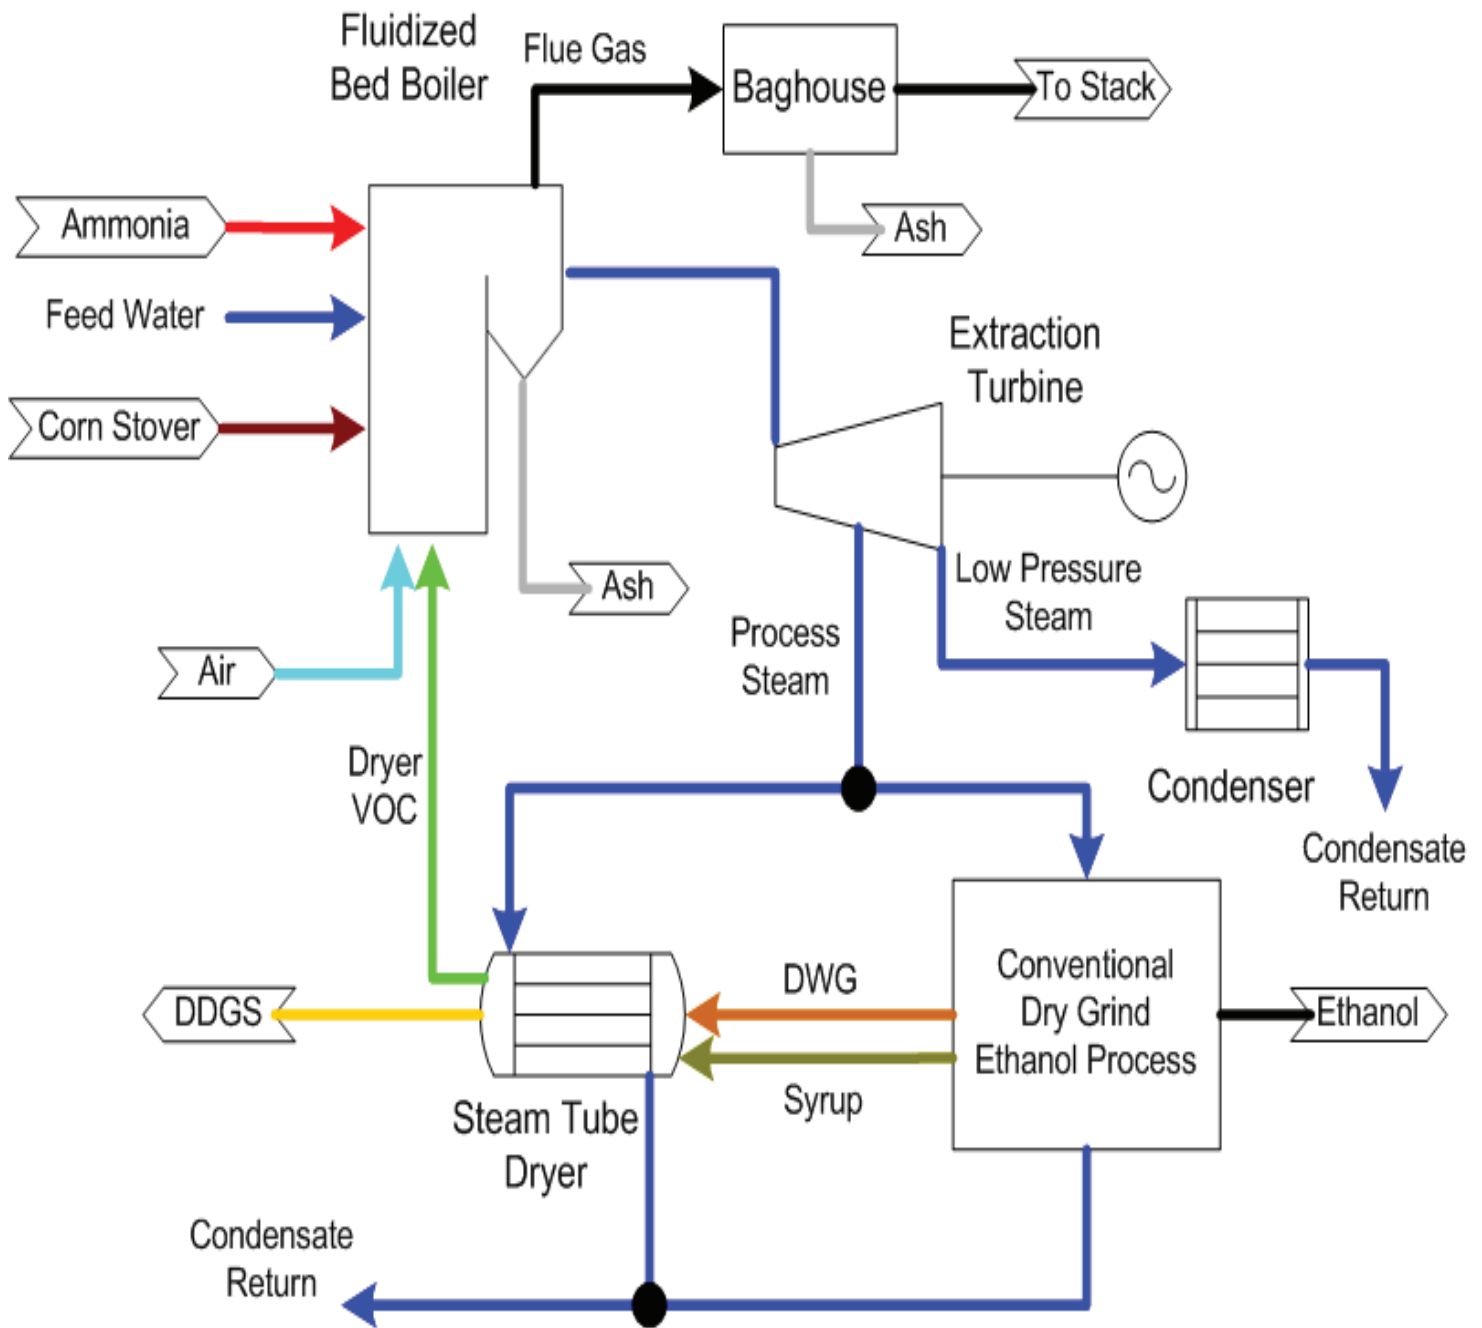 Fluidized
Bed Boiler
Flue Gas
Baghouse
To Stack
Ammonia
Ash
Feed Water
Extraction
Turbine
Corn Stover
Ash
Low Pressure
Steam
Process
Steam
Air
Dryer
VOC
Condenser
Condensate
Return
DWG
Conventional
Dry Grind
Ethanol Process
DDGS
Ethanol
Syrup
Steam Tube
Dryer
Condensate
Return